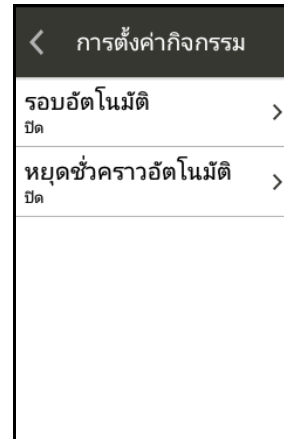 การตั้งค่ากิจกรรม
รอบอัตโนมัติ
ปิด
หยุดชั่วคราวอัตโนมัติ
ปิด